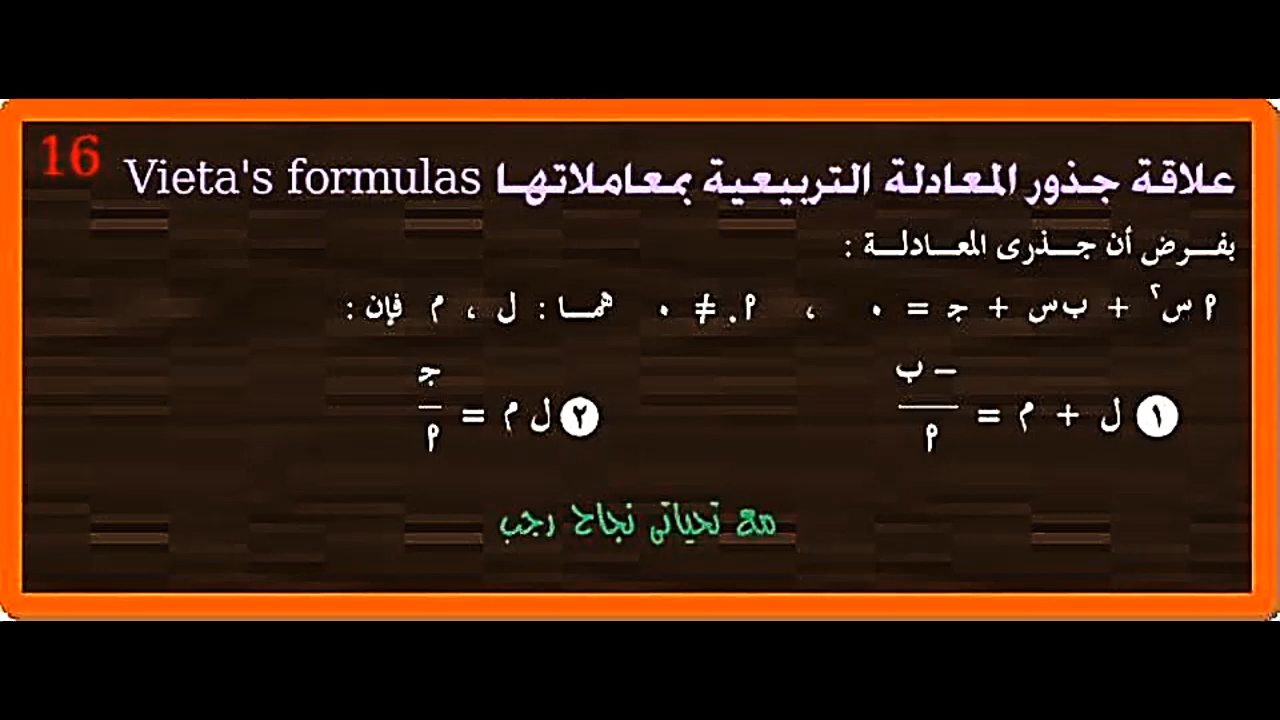 16
علاقة جذور المعادلة التربيعية بمعاملاتها Vieta's formulas
بفرض أن جذرى المعادلة :
م س٢ + ب س + جـ = ٠ ، م. ≠ ٠ هما : ل ، م فإن :
١ ل + م = − ب / م
٢ ل م = جـ / م
مع تحياتى نجاح رجب